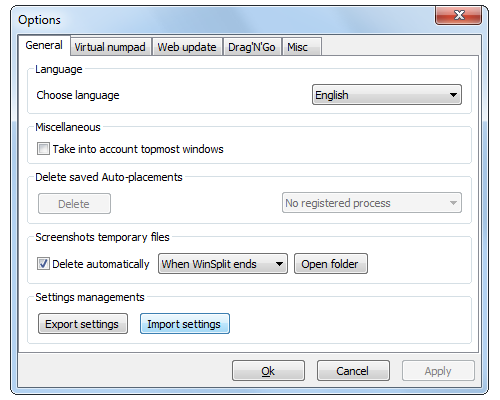 Options
General Virtual numpad Web update Drag'N'Go Misc
Language
Choose language English
Miscellaneous
Take into account topmost windows
Delete saved Auto-placements
Delete No registered process
Screenshots temporary files
Delete automatically When WinSplit ends Open folder
Settings managements
Export settings Import settings
Ok Cancel Apply